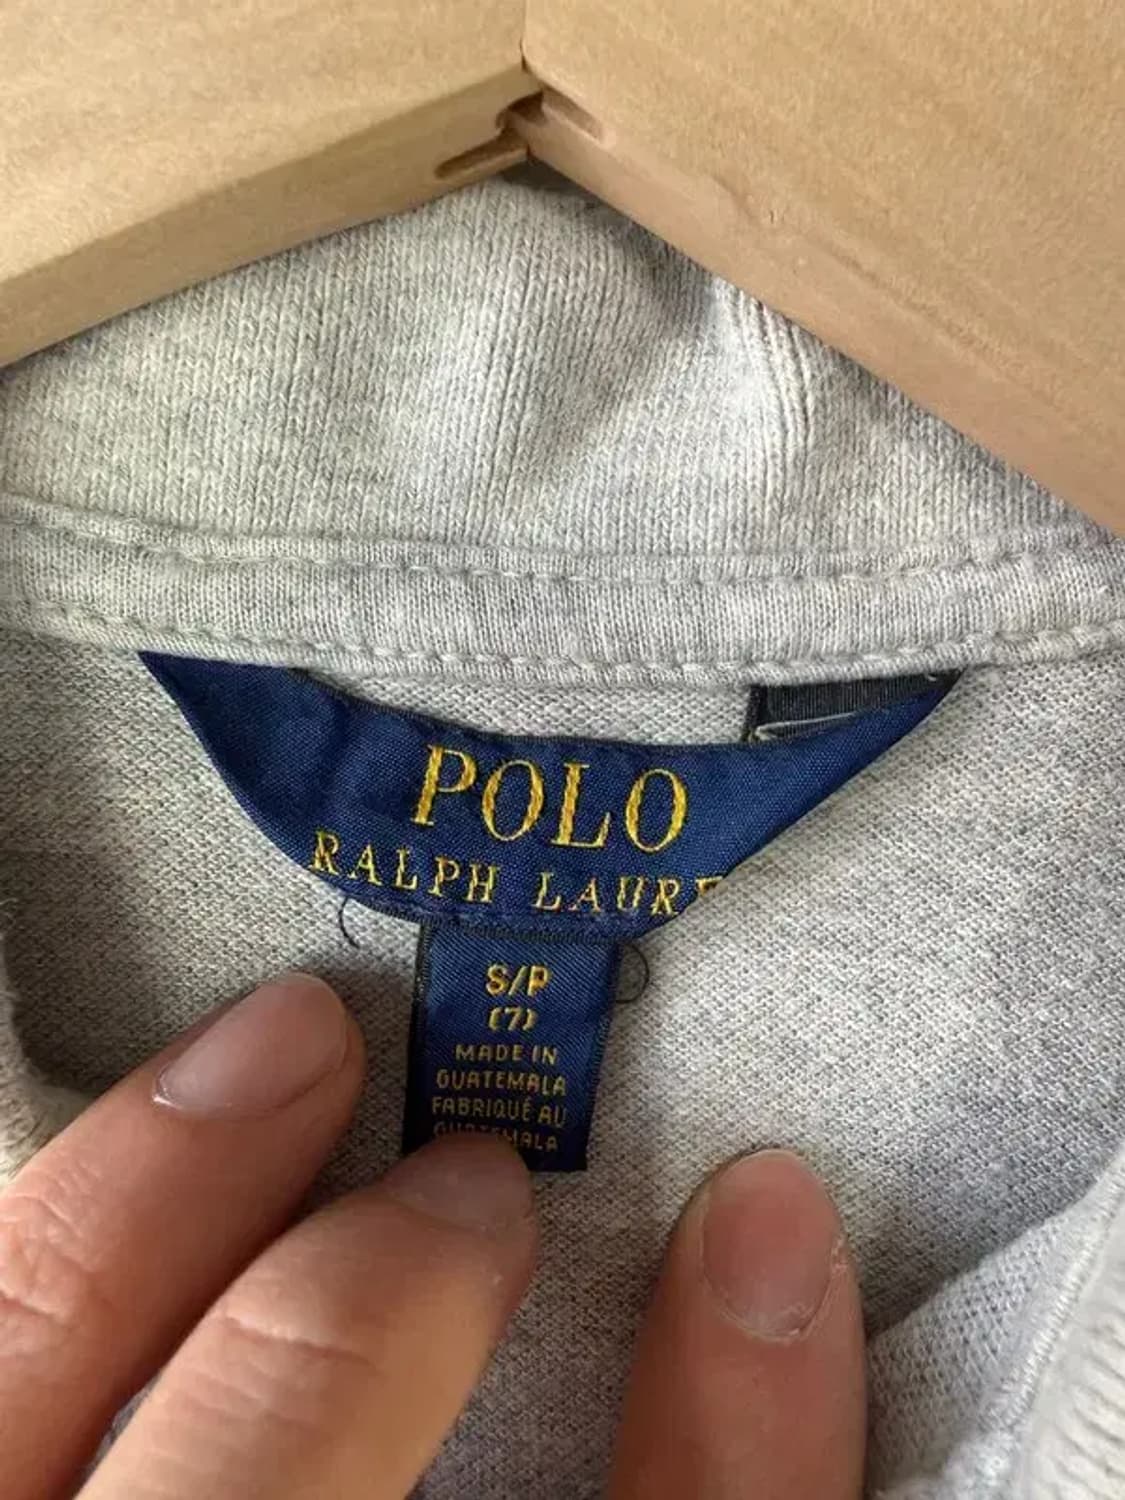 POLO
RALPH LAURE
S/P
(7)
MADE IN
GUATEMALA
FABRIQUÉ AU
GUATEMALA